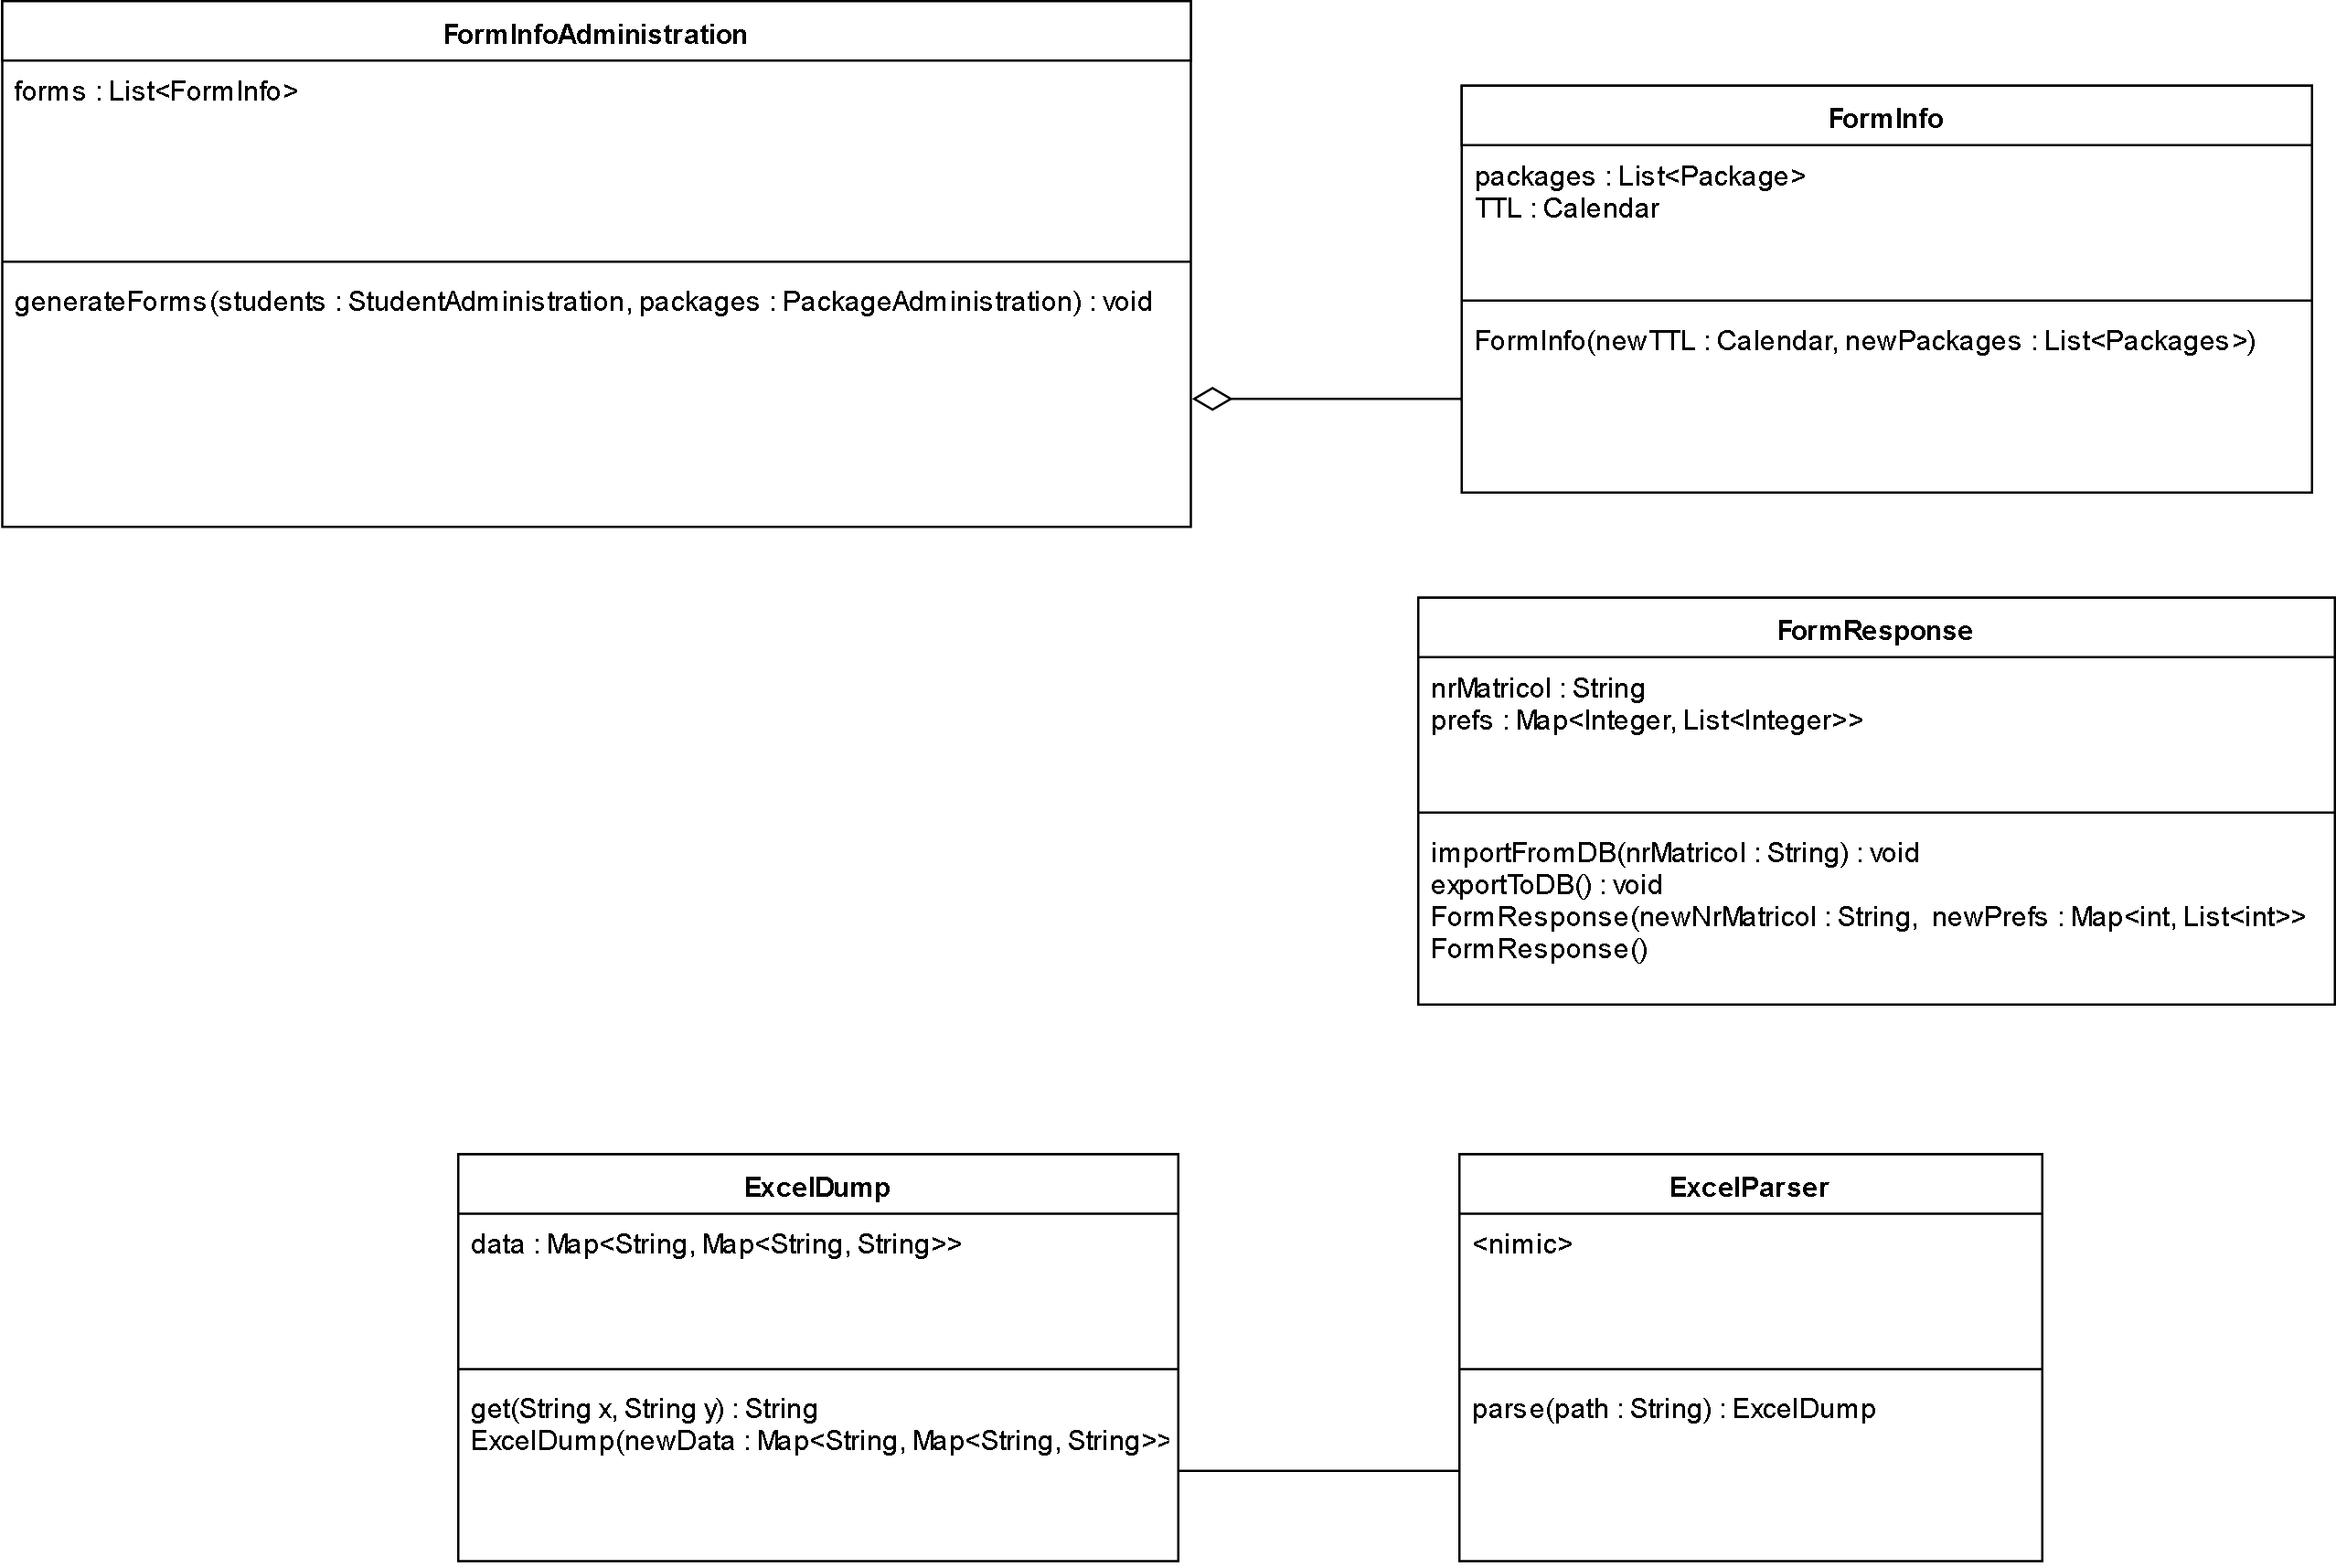 FormInfoAdministration
forms : List<FormInfo>
generateForms(students : StudentAdministration, packages : PackageAdministration) : void
FormInfo
packages : List<Package>
TTL : Calendar
FormInfo(newTTL : Calendar, newPackages : List<Packages>)
FormResponse
nrMatricol : String
prefs : Map<Integer, List<Integer>>
importFromDB(nrMatricol : String) : void
exportToDB() : void
FormResponse(newNrMatricol : String, newPrefs : Map<int, List<int>>
FormResponse()
ExcelDump
data : Map<String, Map<String, String>>
get(String x, String y) : String
ExcelDump(newData : Map<String, Map<String, String>>
ExcelParser
<nimic>
parse(path : String) : ExcelDump